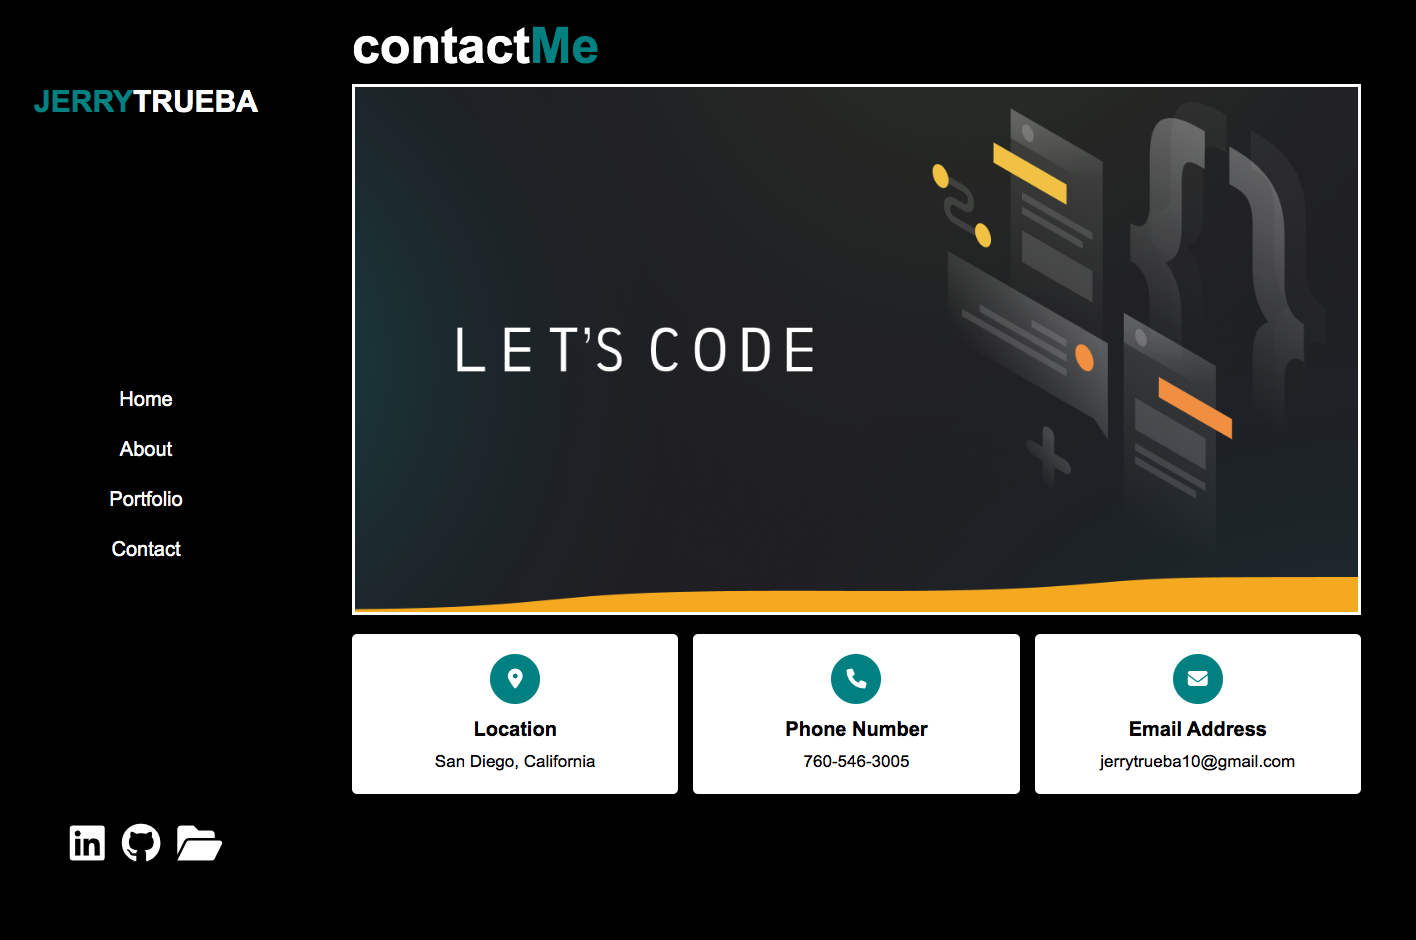 contactMe
JERRYTRUEBA
LET'S CODE
Home
About
Portfolio
Contact
Location
San Diego, California
Phone Number
760-546-3005
Email Address
jerrytrueba10@gmail.com
in